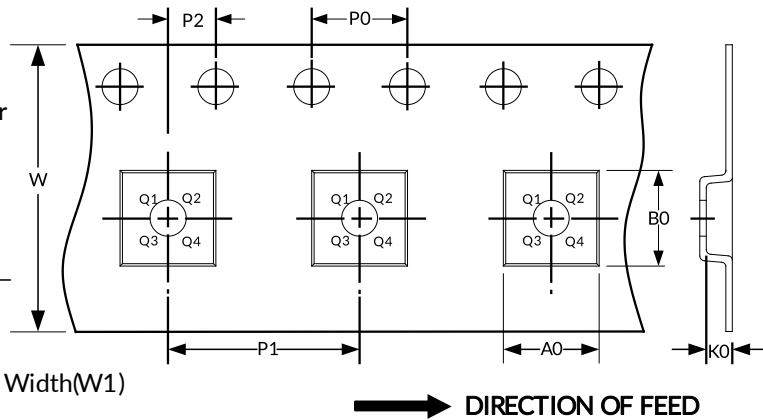 P2
P0
r
W
Q1 Q2
Q3 Q4
Q1 Q2
Q3 Q4
Q1 Q2
Q3 Q4
B0
P1
A0
K0
Width(W1)
DIRECTION OF FEED